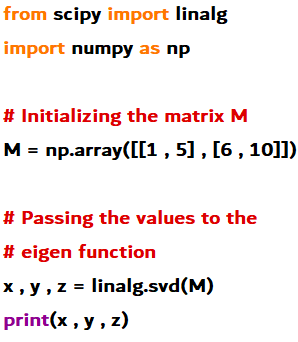 from scipy import linalg
import numpy as np
# Initializing the matrix M
M = np.array([[1 , 5] , [6 , 10]])
# Passing the values to the
# eigen function
x , y , z = linalg.svd(M)
print(x , y , z)